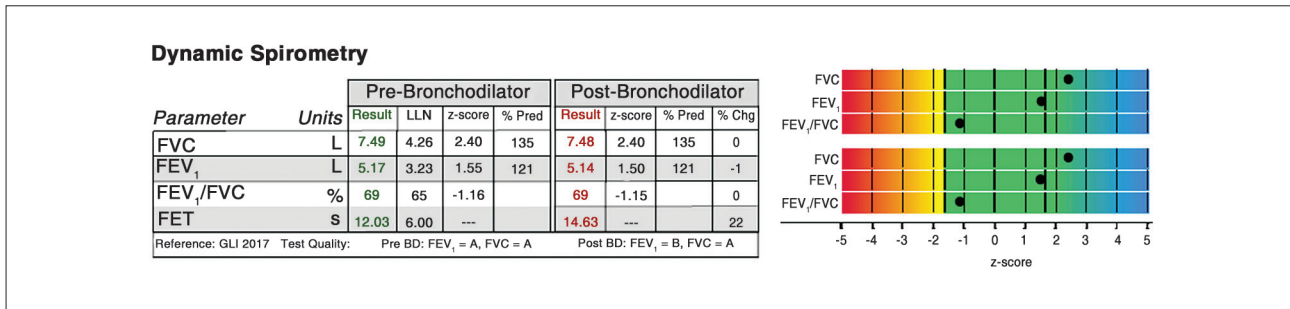 Dynamic Spirometry
Pre-Bronchodilator Post-Bronchodilator
Parameter Units Result LLN z-score % Pred Result z-score % Pred % Chg
FVC L 7.49 4.26 2.40 135 7.48 2.40 135 0
FEV₁ L 5.17 3.23 1.55 121 5.14 1.50 121 -1
FEV₁/FVC % 69 65 -1.16 69 -1.15 0
FET s 12.03 6.00 --- 14.63 --- 22
Reference: GLI 2017 Test Quality: Pre BD: FEV₁ = A, FVC = A Post BD: FEV₁ = B, FVC = A
FVC
FEV₁
FEV₁/FVC
FVC
FEV₁
FEV₁/FVC
-5 -4 -3 -2 -1 0 1 2 3 4 5
z-score